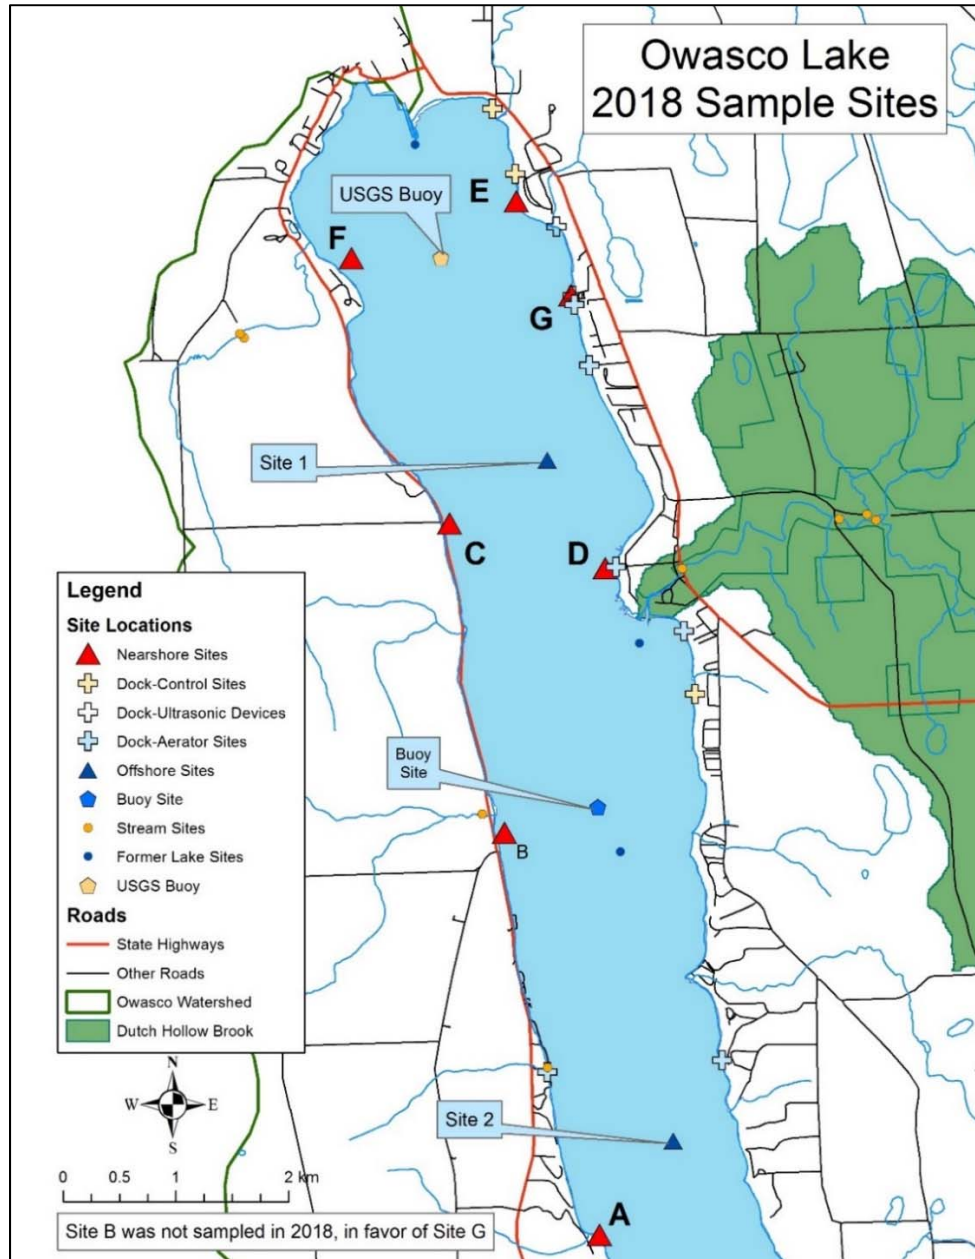 Owasco Lake
2018 Sample Sites
E
USGS Buoy
F
G
Site 1
C
D
Legend
Site Locations
Nearshore Sites
Dock-Control Sites
Dock-Ultrasonic Devices
Dock-Aerator Sites
Offshore Sites
Buoy Site
Stream Sites
Former Lake Sites
USGS Buoy
Roads
State Highways
Other Roads
Owasco Watershed
Dutch Hollow Brook
Buoy
Site
B
N
W E
S
Site 2
0 1 2 km
A
Site B was not sampled in 2018, in favor of Site G